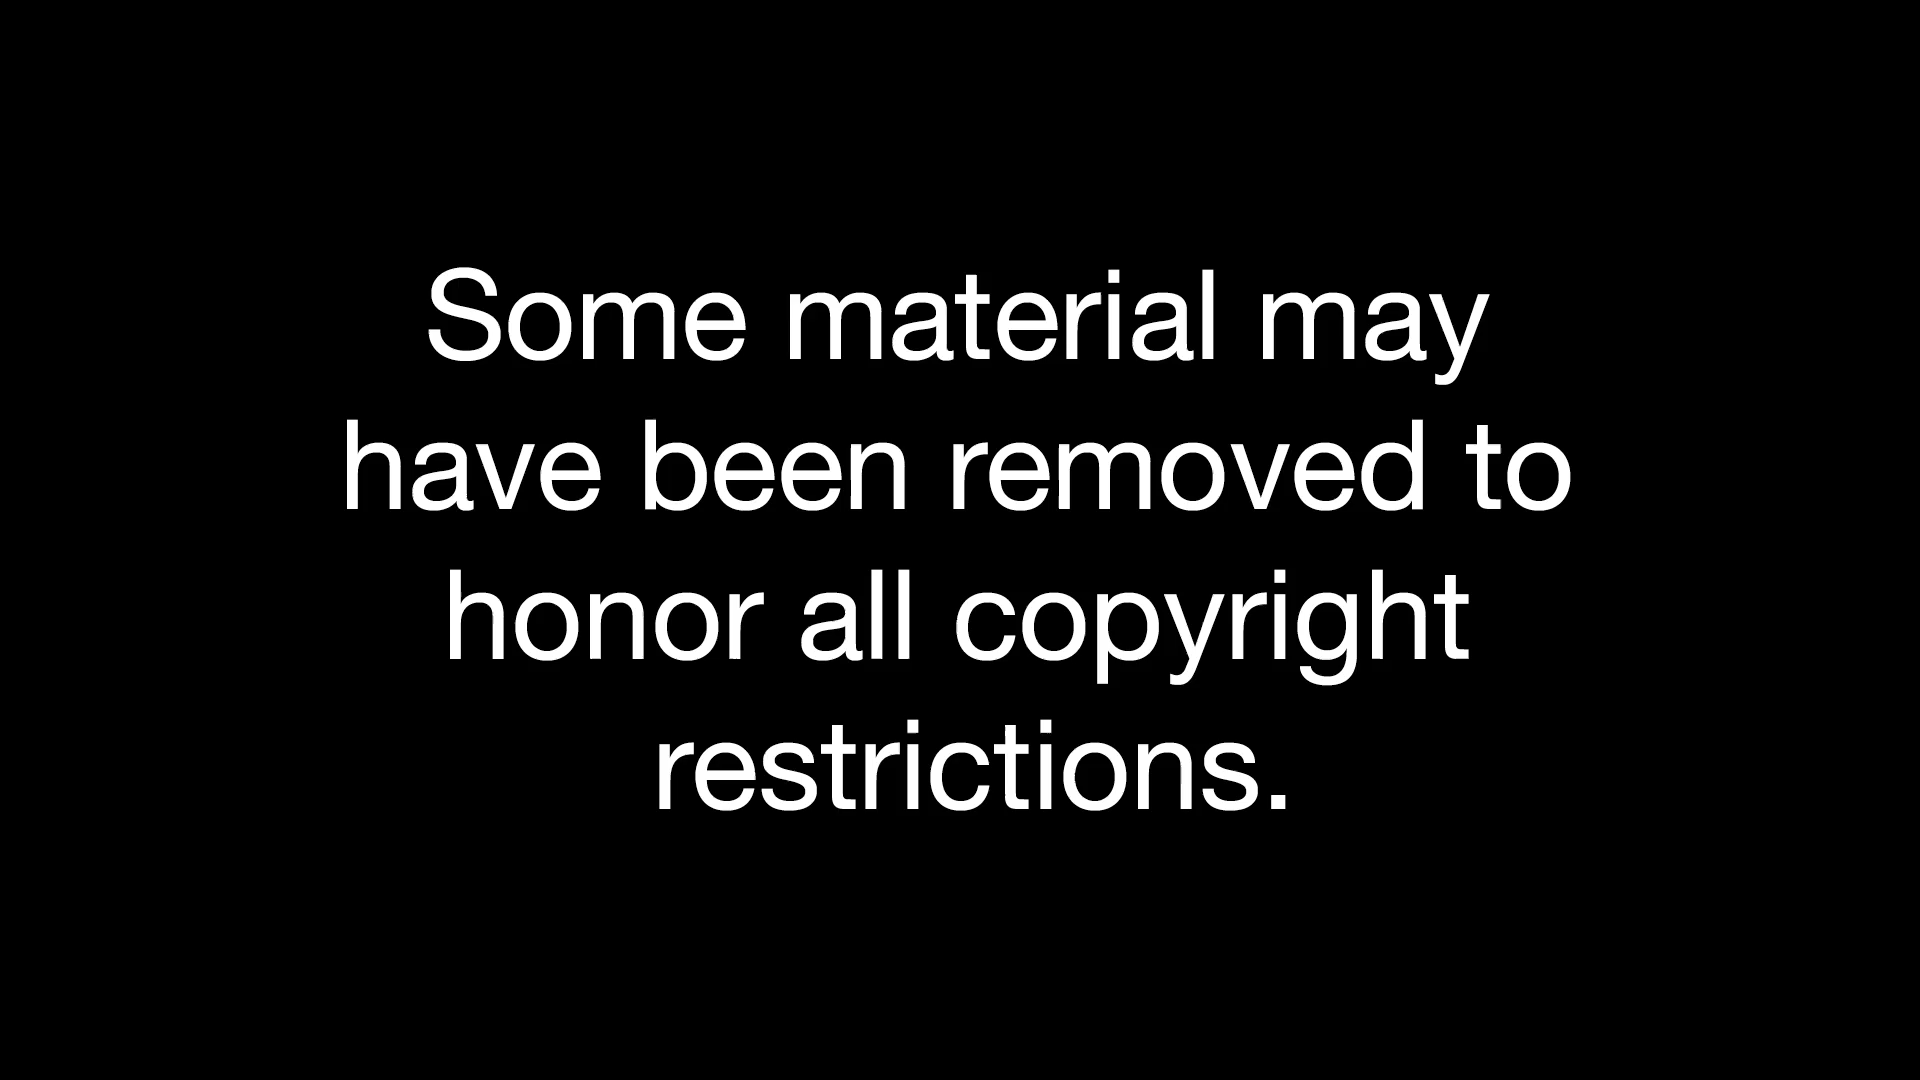 Some material may
have been removed to
honor all copyright
restrictions.